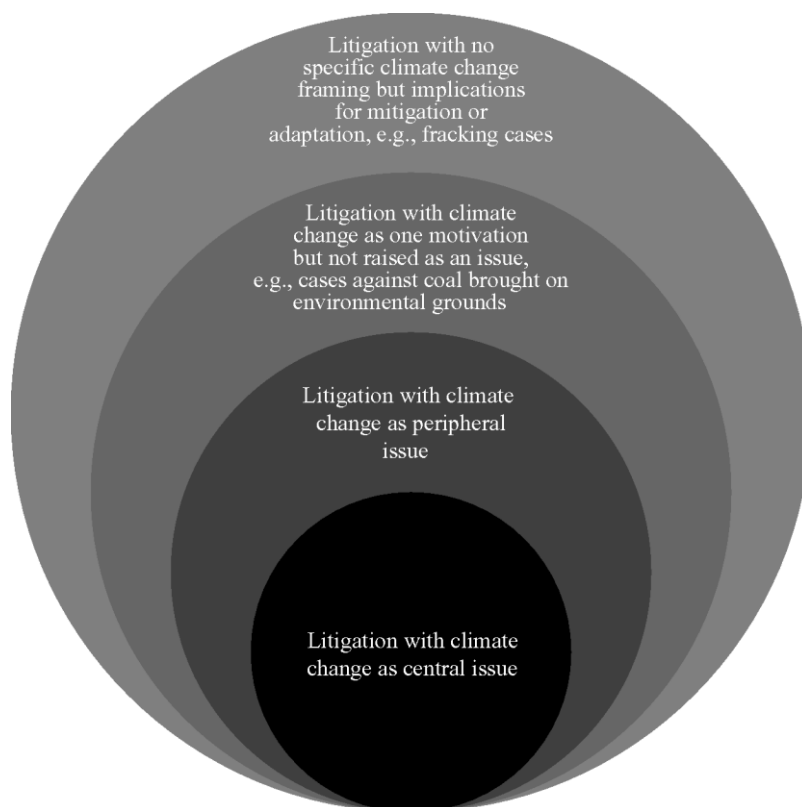 Litigation with no
specific climate change
framing but implications
for mitigation or
adaptation, e.g., fracking cases
Litigation with climate
change as one motivation
but not raised as an issue,
e.g., cases against coal brought on
environmental grounds
Litigation with climate
change as peripheral
issue
Litigation with climate
change as central issue